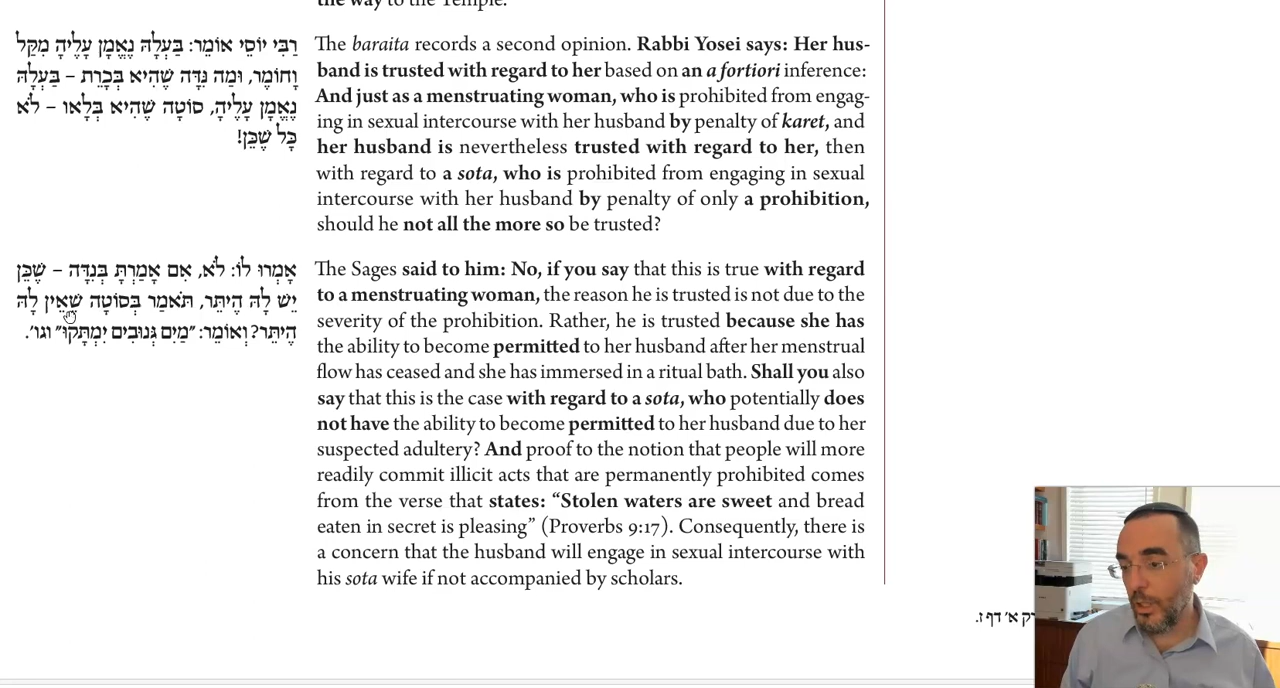 the way to the Temple.
רַבִּי יוֹסֵי אוֹמֵר: בַּעְלָהּ נֶאֱמָן עָלֶיהָ מִקַּל
וָחוֹמֶר, וּמַה נִּדָּה שֶׁהִיא בְּכָרֵת – בַּעְלָהּ
נֶאֱמָן עָלֶיהָ, סוֹטָה שֶׁהִיא בְּלָאו – לֹא
כָּל שֶׁכֵּן!
The baraita records a second opinion. Rabbi Yosei says: Her hus-
band is trusted with regard to her based on an a fortiori inference:
And just as a menstruating woman, who is prohibited from engag-
ing in sexual intercourse with her husband by penalty of karet, and
her husband is nevertheless trusted with regard to her, then
with regard to a sota, who is prohibited from engaging in sexual
intercourse with her husband by penalty of only a prohibition,
should he not all the more so be trusted?
אָמְרוּ לוֹ: לֹא, אִם אָמַרְתָּ בְּנִדָּה – שֶׁכֵּן
יֵשׁ לָהּ הֶיתֵּר, תֹּאמַר בְּסוֹטָה שֶׁאֵין לָהּ
הֶיתֵּר? וְאוֹמֵר: ״מַיִם גְּנוּבִים יִמְתָּקוּ״ וגו׳.
The Sages said to him: No, if you say that this is true with regard
to a menstruating woman, the reason he is trusted is not due to the
severity of the prohibition. Rather, he is trusted because she has
the ability to become permitted to her husband after her menstrual
flow has ceased and she has immersed in a ritual bath. Shall you also
say that this is the case with regard to a sota, who potentially does
not have the ability to become permitted to her husband due to her
suspected adultery? And proof to the notion that people will more
readily commit illicit acts that are permanently prohibited comes
from the verse that states: “Stolen waters are sweet and bread
eaten in secret is pleasing” (Proverbs 9:17). Consequently, there is
a concern that the husband will engage in sexual intercourse with
his sota wife if not accompanied by scholars.
א׳ דף ז.